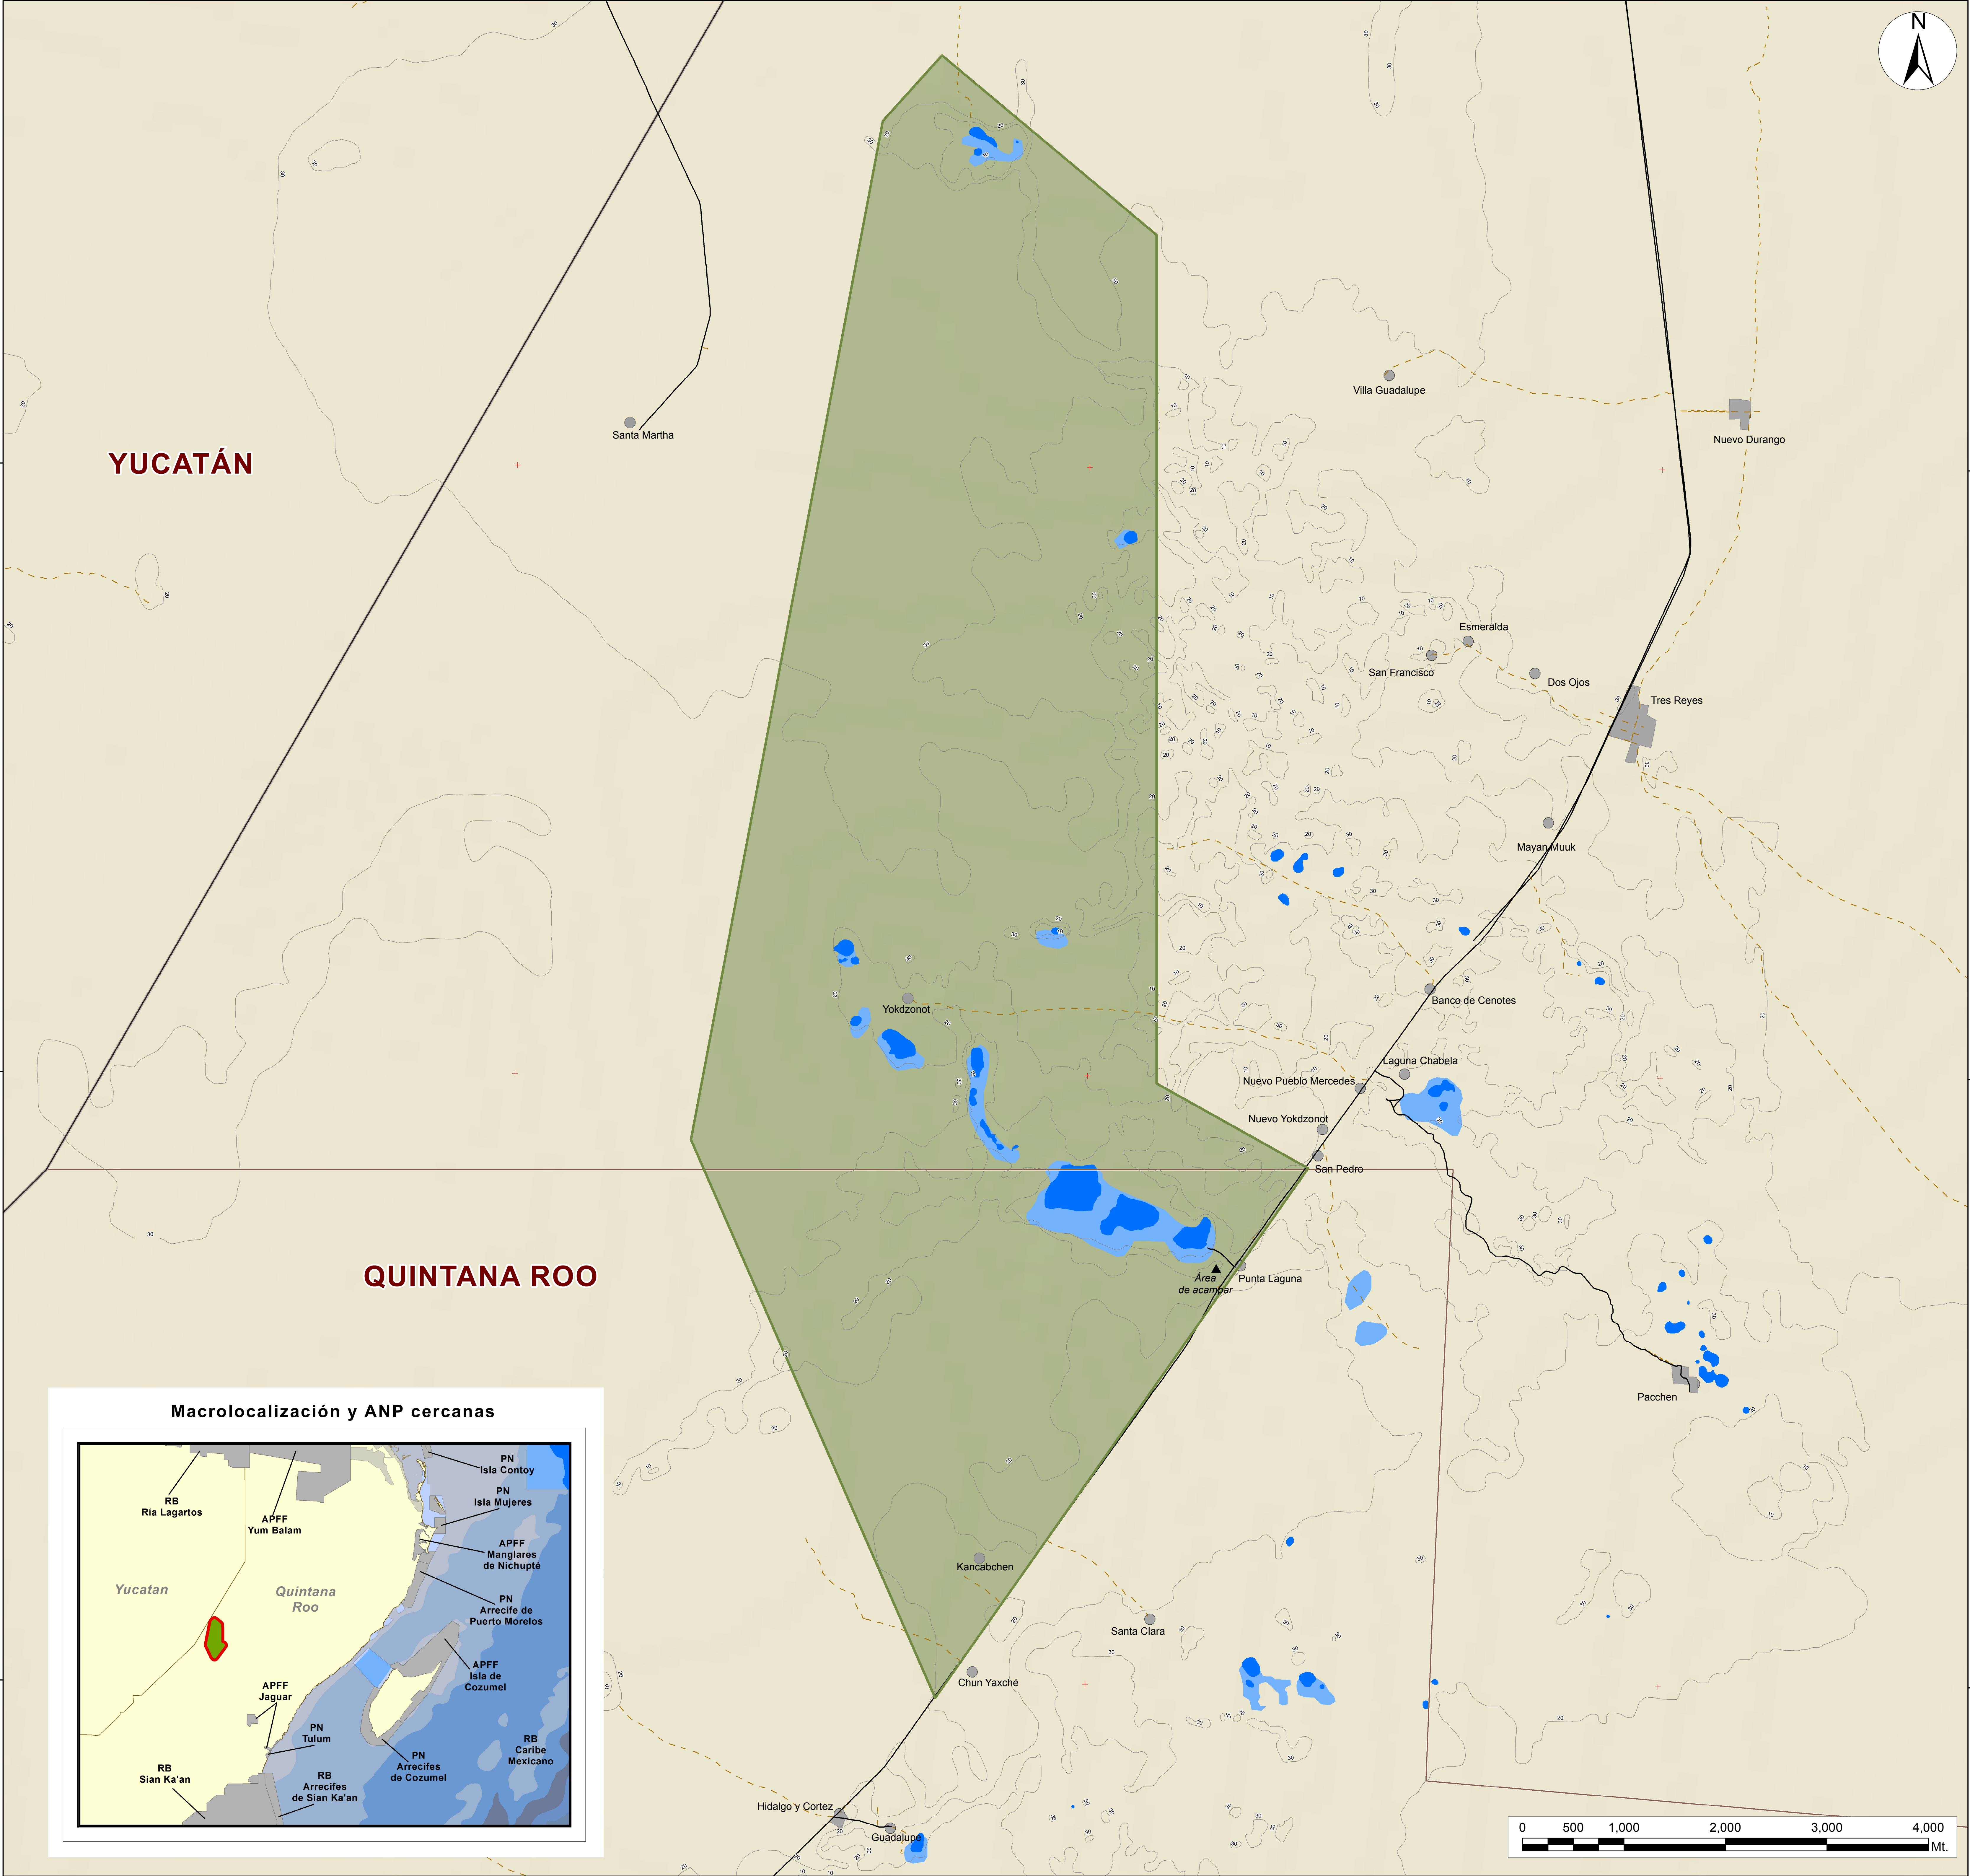 N
YUCATÁN
Santa Martha
Villa Guadalupe
Nuevo Durango
Esmeralda
San Francisco
Dos Ojos
Tres Reyes
Mayan Muuk
Yokdzonot
Banco de Cenotes
Laguna Chabela
Nuevo Pueblo Mercedes
Nuevo Yokdzonot
San Pedro
QUINTANA ROO
Área
de acampar
Punta Laguna
Pacchen
Kancabchen
Santa Clara
Chun Yaxché
Hidalgo y Cortez
Guadalupe
Macrolocalización y ANP cercanas
PN
Isla Contoy
PN
Isla Mujeres
RB
Ría Lagartos
APFF
Yum Balam
APFF
Manglares
de Nichupté
Yucatan
Quintana
Roo
PN
Arrecife de
Puerto Morelos
APFF
Isla de
Cozumel
APFF
Jaguar
PN
Tulum
RB
Caribe
Mexicano
PN
Arrecifes
de Cozumel
RB
Sian Ka'an
RB
Arrecifes
de Sian Ka'an
0 500 1,000 2,000 3,000 4,000
Mt.